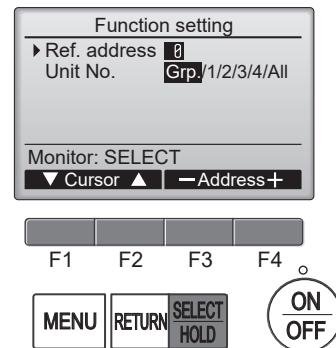 Function setting
Ref. address 0
Unit No. Grp./1/2/3/4/All
Monitor: SELECT
▼ Cursor ▲ −Address+
F1 F2 F3 F4
MENU RETURN SELECT HOLD ON OFF